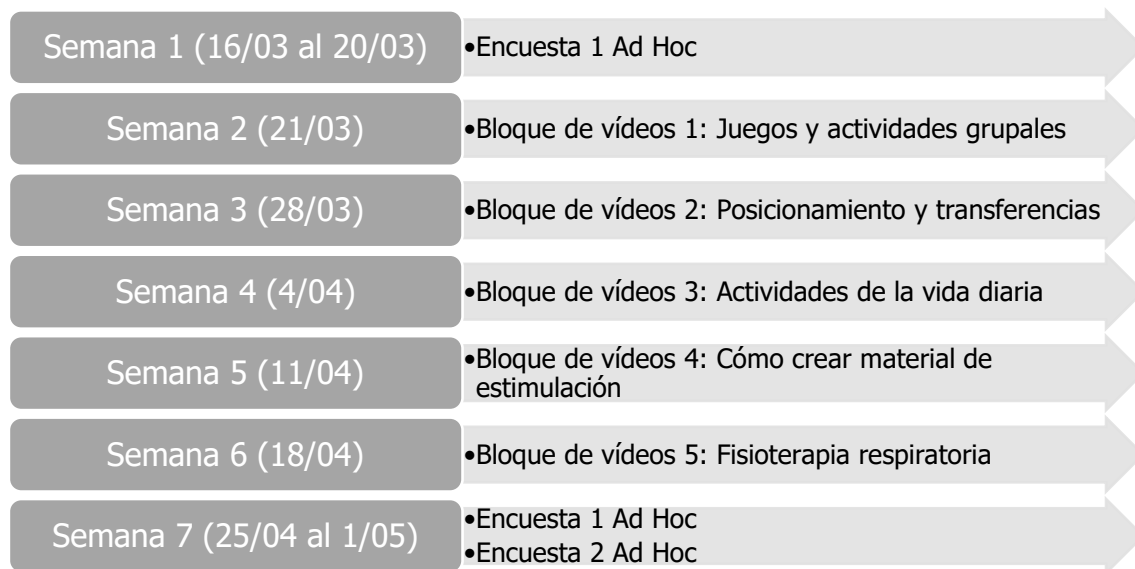 Semana 1 (16/03 al 20/03)
•Encuesta 1 Ad Hoc
Semana 2 (21/03)
•Bloque de vídeos 1: Juegos y actividades grupales
Semana 3 (28/03)
•Bloque de vídeos 2: Posicionamiento y transferencias
Semana 4 (4/04)
•Bloque de vídeos 3: Actividades de la vida diaria
Semana 5 (11/04)
•Bloque de vídeos 4: Cómo crear material de
estimulación
Semana 6 (18/04)
•Bloque de vídeos 5: Fisioterapia respiratoria
Semana 7 (25/04 al 1/05)
•Encuesta 1 Ad Hoc
•Encuesta 2 Ad Hoc